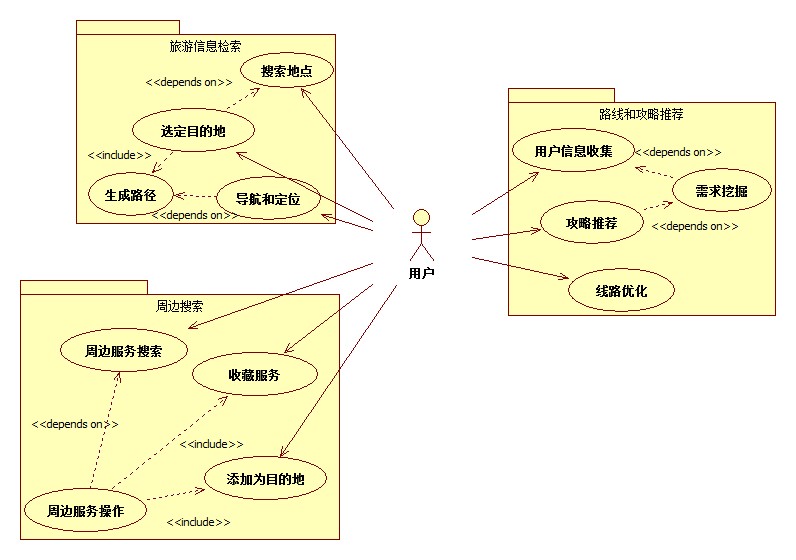 旅游信息检索
搜索地点
<<depends on>>
选定目的地
<<include>>
生成路径
导航和定位
<<depends on>>
用户
路线和攻略推荐
用户信息收集
<<depends on>>
需求挖掘
攻略推荐
<<depends on>>
线路优化
周边搜索
周边服务搜索
收藏服务
<<depends on>>
<<include>>
添加为目的地
周边服务操作
<<include>>